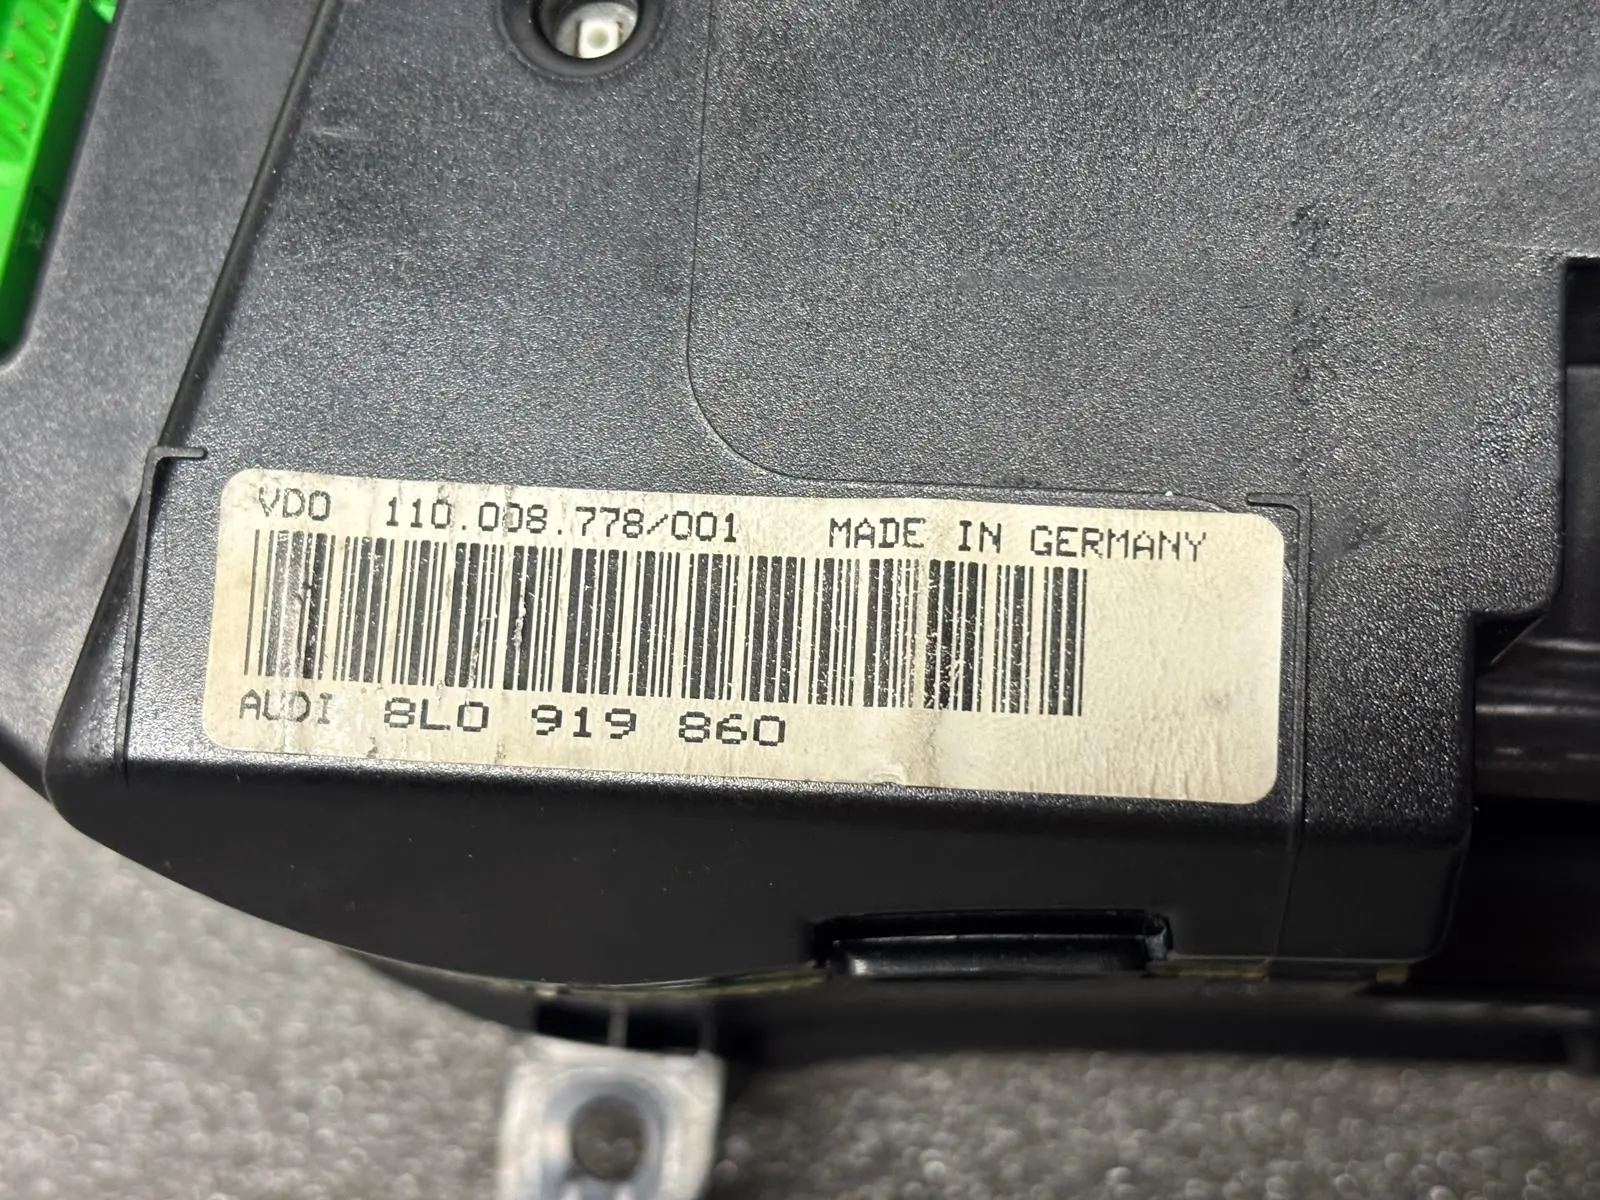 VDO 110.008.778/001 MADE IN GERMANY
AUDI 8L0 919 860